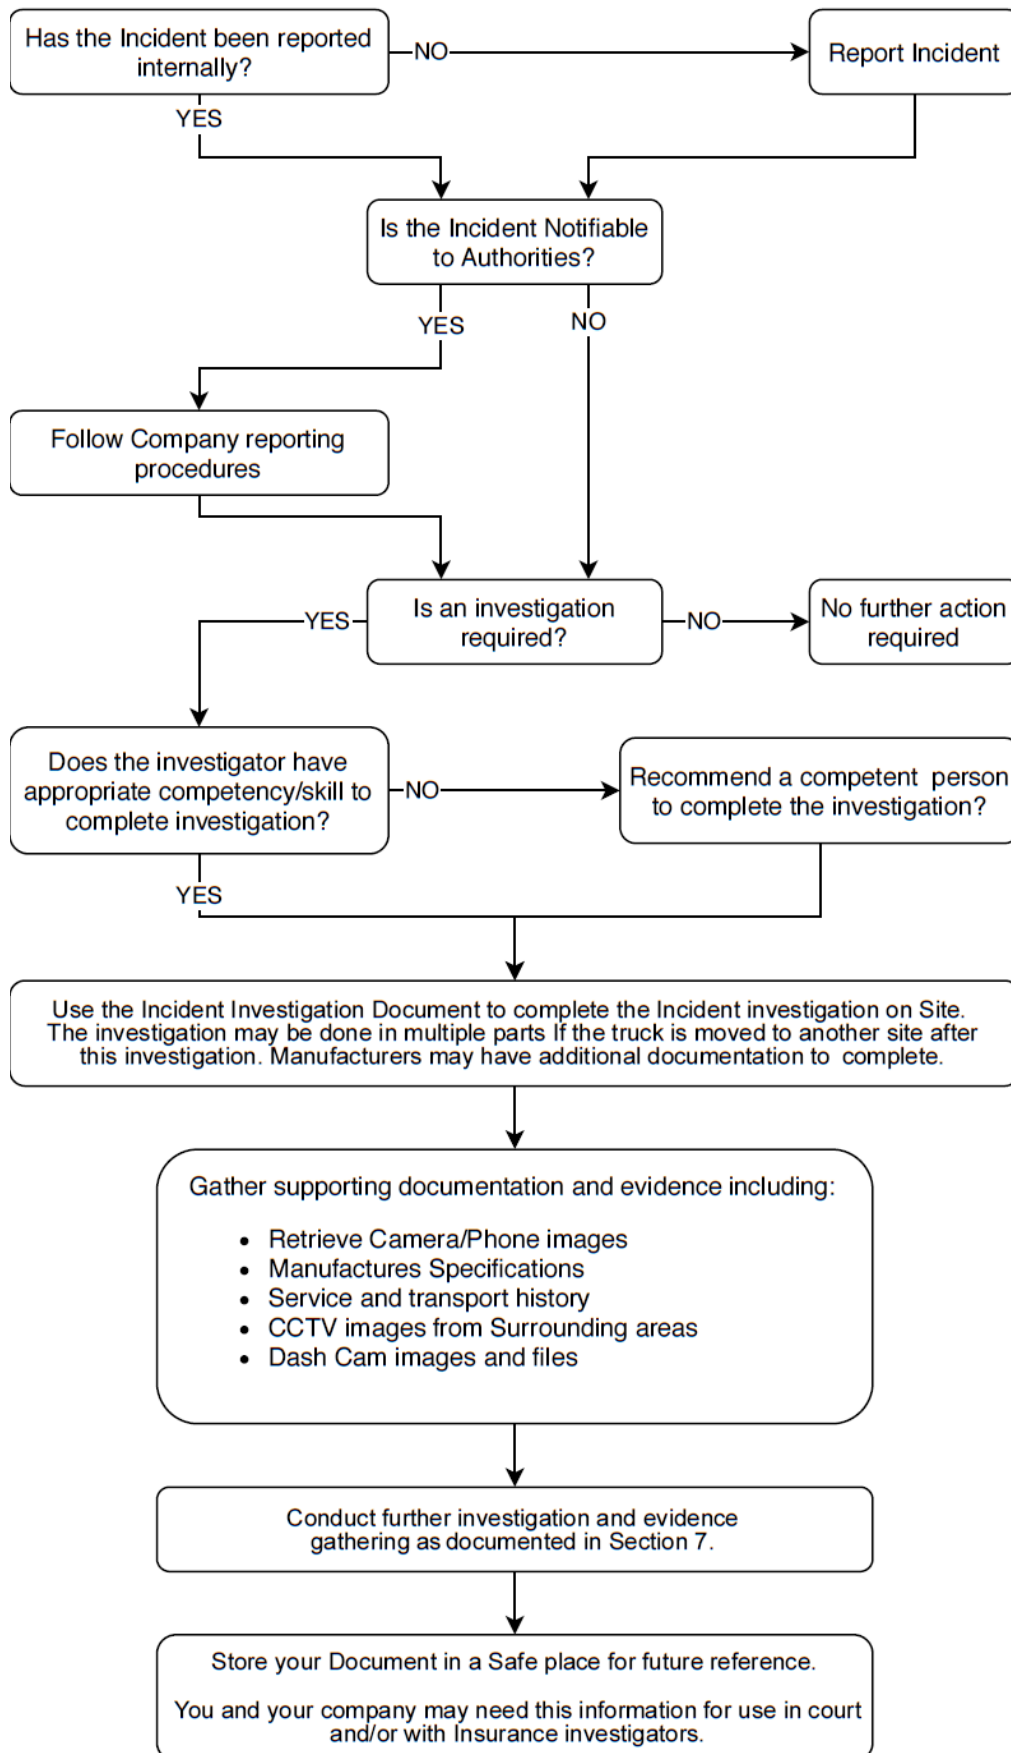 Has the Incident been reported
internally?
NO
Report Incident
YES
Is the Incident Notifiable
to Authorities?
YES
NO
Follow Company reporting
procedures
Is an investigation
required?
YES
NO
No further action
required
Does the investigator have
appropriate competency/skill to
complete investigation?
NO
Recommend a competent person
to complete the investigation?
YES
Use the Incident Investigation Document to complete the Incident investigation on Site.
The investigation may be done in multiple parts If the truck is moved to another site after
this investigation. Manufacturers may have additional documentation to complete.
Gather supporting documentation and evidence including:
• Retrieve Camera/Phone images
• Manufactures Specifications
• Service and transport history
• CCTV images from Surrounding areas
• Dash Cam images and files
Conduct further investigation and evidence
gathering as documented in Section 7.
Store your Document in a Safe place for future reference.
You and your company may need this information for use in court
and/or with Insurance investigators.